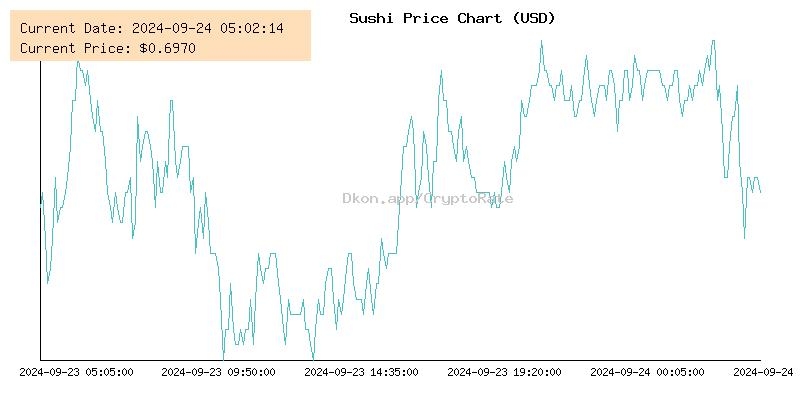 Sushi Price Chart (USD)
Current Date: 2024-09-24 05:02:14
Current Price: $0.6970
Dkon.app/CryptoRate
2024-09-23 05:05:00 2024-09-23 09:50:00 2024-09-23 14:35:00 2024-09-23 19:20:00 2024-09-24 00:05:00 2024-09-24